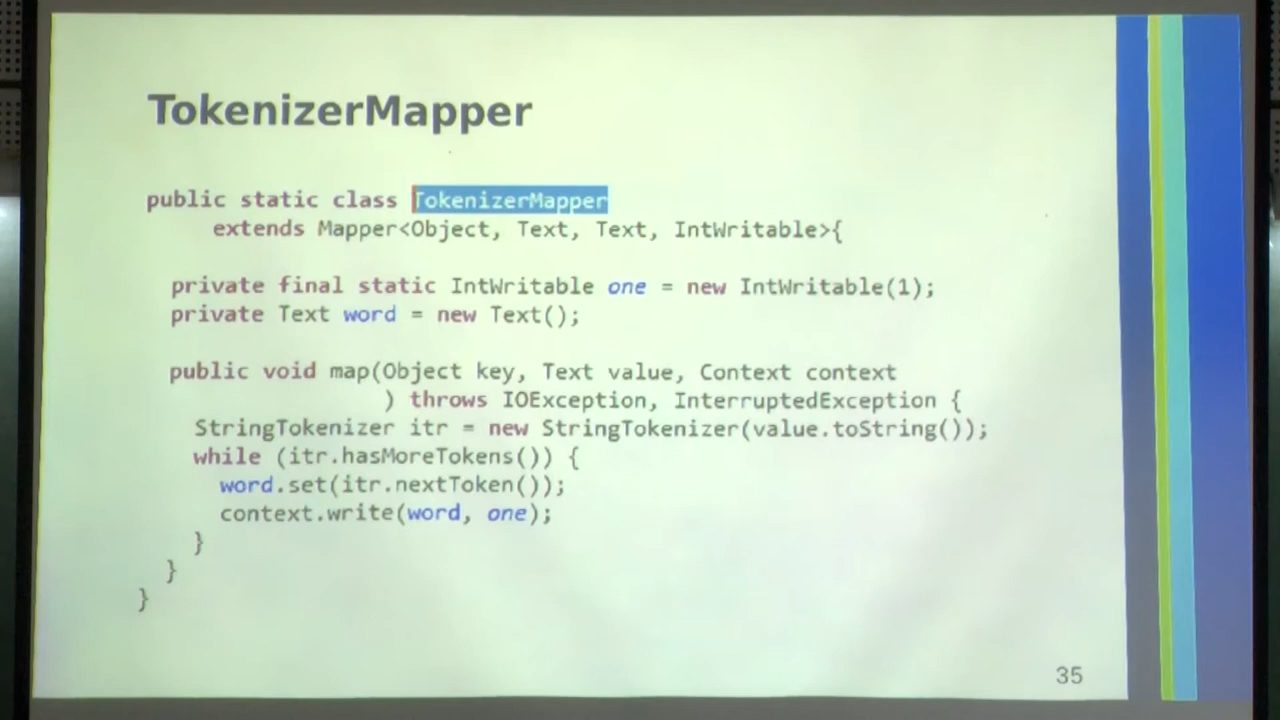 TokenizerMapper
public static class TokenizerMapper
extends Mapper<Object, Text, Text, IntWritable>{
private final static IntWritable one = new IntWritable(1);
private Text word = new Text();
public void map(Object key, Text value, Context context
) throws IOException, InterruptedException {
StringTokenizer itr = new StringTokenizer(value.toString());
while (itr.hasMoreTokens()) {
word.set(itr.nextToken());
context.write(word, one);
}
}
}
35